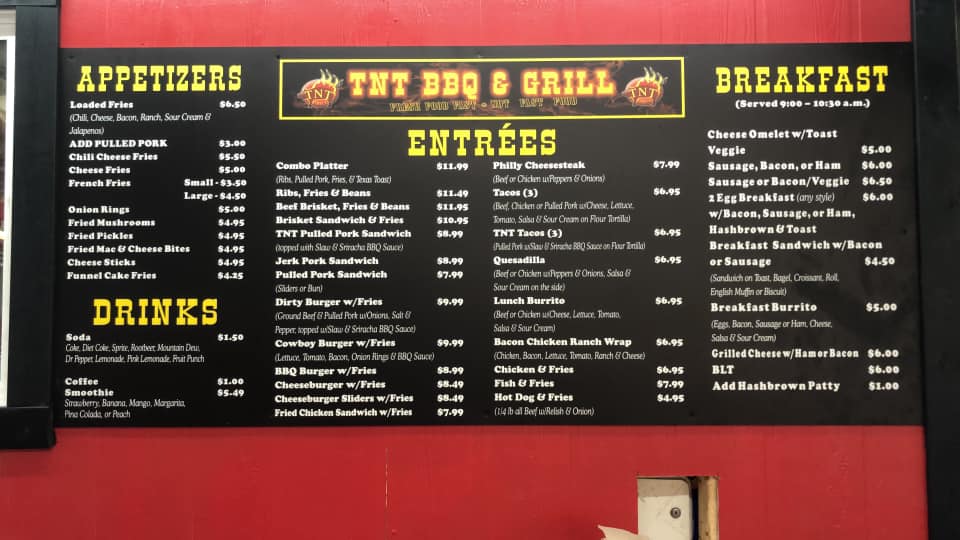 APPETIZERS
Loaded Fries $6.50
(Chili, Cheese, Bacon, Ranch, Sour Cream &
Jalapenos)
ADD PULLED PORK $3.00
Chili Cheese Fries $5.50
Cheese Fries $5.00
French Fries Small - $3.50
Large - $4.50
Onion Rings $5.00
Fried Mushrooms $4.95
Fried Pickles $4.95
Fried Mac & Cheese Bites $4.95
Cheese Sticks $4.95
Funnel Cake Fries $4.25
DRINKS
Soda $1.50
Coke, Diet Coke, Sprite, Rootbeer, Mountain Dew,
Dr Pepper, Lemonade, Pink Lemonade, Fruit Punch
Coffee $1.00
Smoothie $5.49
Strawberry, Banana, Mango, Margarita,
Pina Colada, or Peach
TNT
TNT BBQ & GRILL
FRESH FOOD FAST - NOT FAST FOOD
TNT
ENTRÉES
Combo Platter $11.99
(Ribs, Pulled Pork, Fries, & Texas Toast)
Ribs, Fries & Beans $11.49
Beef Brisket, Fries & Beans $11.95
Brisket Sandwich & Fries $10.95
TNT Pulled Pork Sandwich $8.99
(topped with Slaw & Sriracha BBQ Sauce)
Jerk Pork Sandwich $8.99
Pulled Pork Sandwich $7.99
(Sliders or Bun)
Dirty Burger w/Fries $9.99
(Ground Beef & Pulled Pork w/Onions, Salt &
Pepper, topped w/Slaw & Sriracha BBQ Sauce)
Cowboy Burger w/Fries $9.99
(Lettuce, Tomato, Bacon, Onion Rings & BBQ Sauce)
BBQ Burger w/Fries $8.99
Cheeseburger w/Fries $8.49
Cheeseburger Sliders w/Fries $8.49
Fried Chicken Sandwich w/Fries $7.99
Philly Cheesesteak $7.99
(Beef or Chicken w/Peppers & Onions)
Tacos (3) $6.95
(Beef, Chicken or Pulled Pork w/Cheese, Lettuce,
Tomato, Salsa & Sour Cream on Flour Tortilla)
TNT Tacos (3) $6.95
(Pulled Pork w/Slaw & Sriracha BBQ Sauce on Flour Tortilla)
Quesadilla $6.95
(Beef or Chicken w/Peppers & Onions, Salsa &
Sour Cream on the side)
Lunch Burrito $6.95
(Beef or Chicken w/Cheese, Lettuce, Tomato,
Salsa & Sour Cream)
Bacon Chicken Ranch Wrap $6.95
(Chicken, Bacon, Lettuce, Tomato, Ranch & Cheese)
Chicken & Fries $6.95
Fish & Fries $7.99
Hot Dog & Fries $4.95
(1/4 lb all Beef w/Relish & Onion)
BREAKFAST
(Served 9:00 - 10:30 a.m.)
Cheese Omelet w/Toast
Veggie $5.00
Sausage, Bacon, or Ham $6.00
Sausage or Bacon/Veggie $6.50
2 Egg Breakfast (any style) $6.00
w/Bacon, Sausage, or Ham,
Hashbrown & Toast
Breakfast Sandwich w/Bacon
or Sausage $4.50
(Sandwich on Toast, Bagel, Croissant, Roll,
English Muffin or Biscuit)
Breakfast Burrito $5.00
(Eggs, Bacon, Sausage or Ham, Cheese,
Salsa & Sour Cream)
Grilled Cheese w/Ham or Bacon $6.00
BLT $6.00
Add Hashbrown Patty $1.00